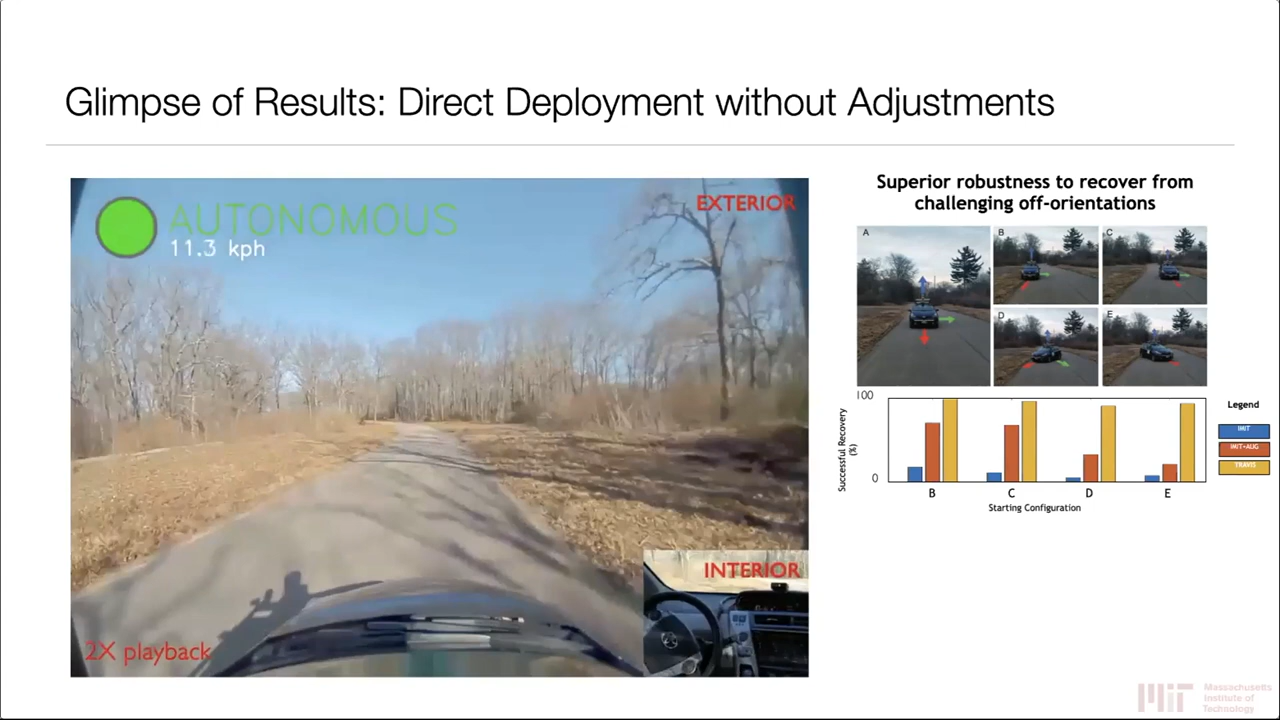 Glimpse of Results: Direct Deployment without Adjustments
AUTONOMOUS
11.3 kph
EXTERIOR
INTERIOR
2X playback
Superior robustness to recover from
challenging off-orientations
A
B
C
D
E
100
0
Successful Recovery
(%)
B
C
D
E
Starting Configuration
Legend
IMIT
IMIT+AUG
TRAVIS
MIT
Massachusetts
Institute of
Technology